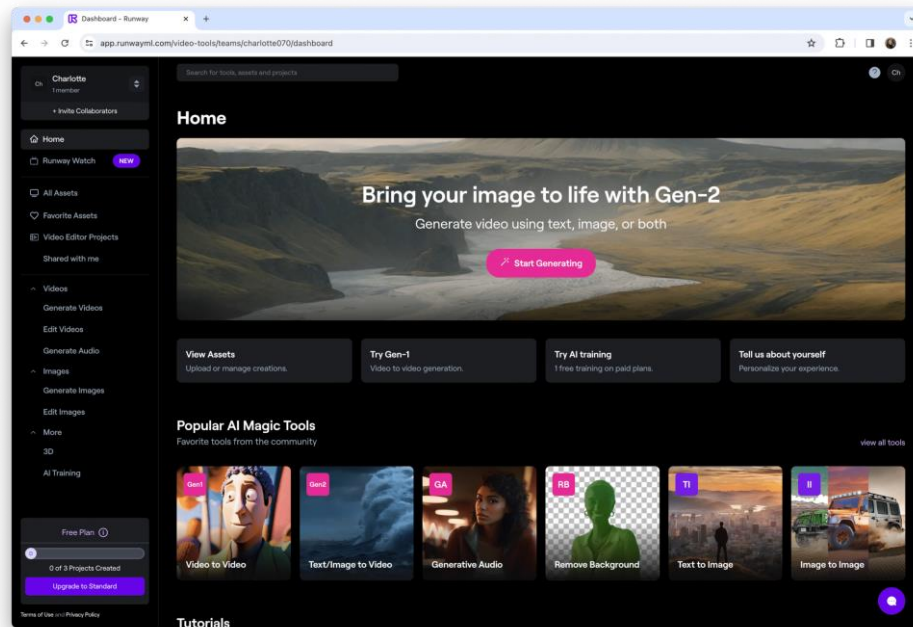 Dashboard - Runway
app.runwayml.com/video-tools/teams/charlotte070/dashboard
Ch
Charlotte
1 member
+ Invite Collaborators
Home
Runway Watch NEW
All Assets
Favorite Assets
Video Editor Projects
Shared with me
Videos
Generate Videos
Edit Videos
Generate Audio
Images
Generate Images
Edit Images
More
3D
AI Training
Free Plan
0
0 of 3 Projects Created
Upgrade to Standard
Terms of Use and Privacy Policy
Search for tools, assets and projects
? Ch
Home
Bring your image to life with Gen-2
Generate video using text, image, or both
Start Generating
View Assets
Upload or manage creations.
Try Gen-1
Video to video generation.
Try AI training
1 free training on paid plans.
Tell us about yourself
Personalize your experience.
Popular AI Magic Tools
Favorite tools from the community
view all tools
Gen1
Video to Video
Gen2
Text/Image to Video
GA
Generative Audio
RB
Remove Background
TI
Text to Image
II
Image to Image
Tutorials